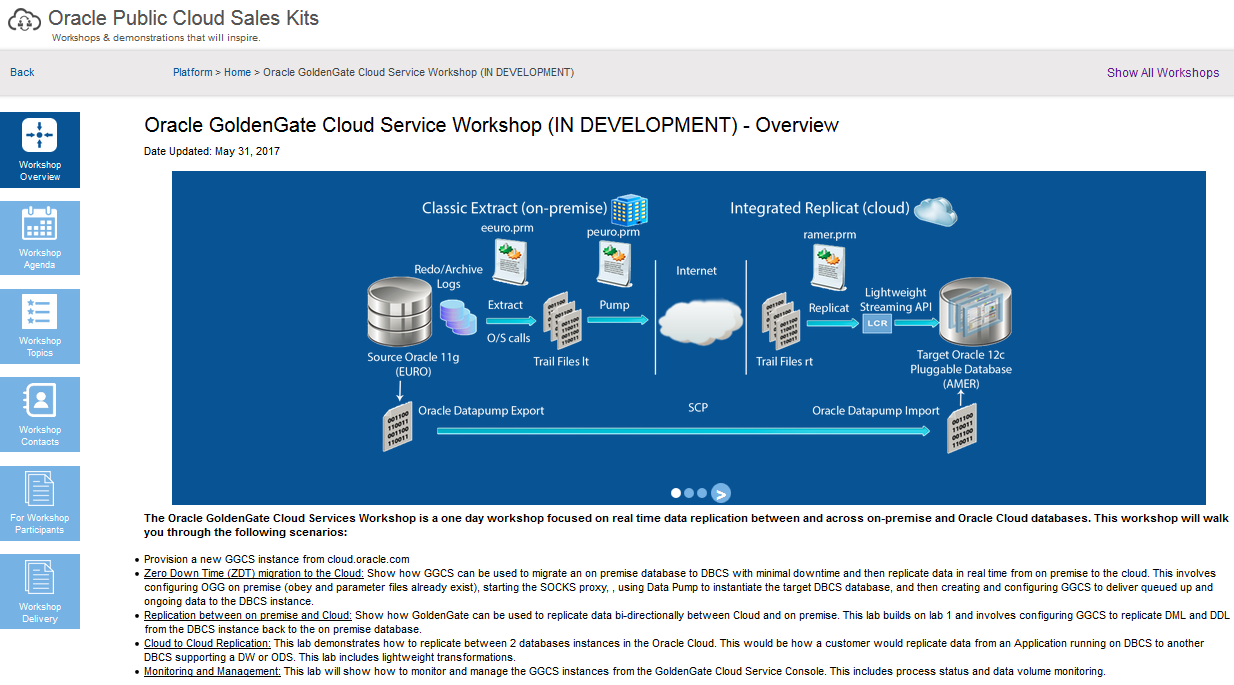 Oracle Public Cloud Sales Kits
Workshops & demonstrations that will inspire.
Back
Platform > Home > Oracle GoldenGate Cloud Service Workshop (IN DEVELOPMENT)
Show All Workshops
Workshop
Overview
Workshop
Agenda
Workshop
Topics
Workshop
Contacts
For Workshop
Participants
Workshop
Delivery
Oracle GoldenGate Cloud Service Workshop (IN DEVELOPMENT) - Overview
Date Updated: May 31, 2017
Classic Extract (on-premise)
Integrated Replicat (cloud)
eeuro.prm
peuro.prm
ramer.prm
Redo/Archive
Logs
Extract
O/S calls
001100
110011
001100
110011
Trail Files lt
Pump
Internet
001100
110011
001100
110011
Trail Files rt
Replicat
Lightweight
Streaming API
LCR
Source Oracle 11g
(EURO)
Target Oracle 12c
Pluggable Database
(AMER)
001100
110011
001100
110011
Oracle Datapump Export
SCP
Oracle Datapump Import
001100
110011
001100
110011
>
The Oracle GoldenGate Cloud Services Workshop is a one day workshop focused on real time data replication between and across on-premise and Oracle Cloud databases. This workshop will walk
you through the following scenarios:
• Provision a new GGCS instance from cloud.oracle.com
• Zero Down Time (ZDT) migration to the Cloud: Show how GGCS can be used to migrate an on premise database to DBCS with minimal downtime and then replicate data in real time from on premise to the cloud. This involves
configuring OGG on premise (obey and parameter files already exist), starting the SOCKS proxy, , using Data Pump to instantiate the target DBCS database, and then creating and configuring GGCS to deliver queued up and
ongoing data to the DBCS instance.
• Replication between on premise and Cloud: Show how GoldenGate can be used to replicate data bi-directionally between Cloud and on premise. This lab builds on lab 1 and involves configuring GGCS to replicate DML and DDL
from the DBCS instance back to the on premise database.
• Cloud to Cloud Replication: This lab demonstrates how to replicate between 2 databases instances in the Oracle Cloud. This would be how a customer would replicate data from an Application running on DBCS to another
DBCS supporting a DW or ODS. This lab includes lightweight transformations.
• Monitoring and Management: This lab will show how to monitor and manage the GGCS instances from the GoldenGate Cloud Service Console. This includes process status and data volume monitoring.